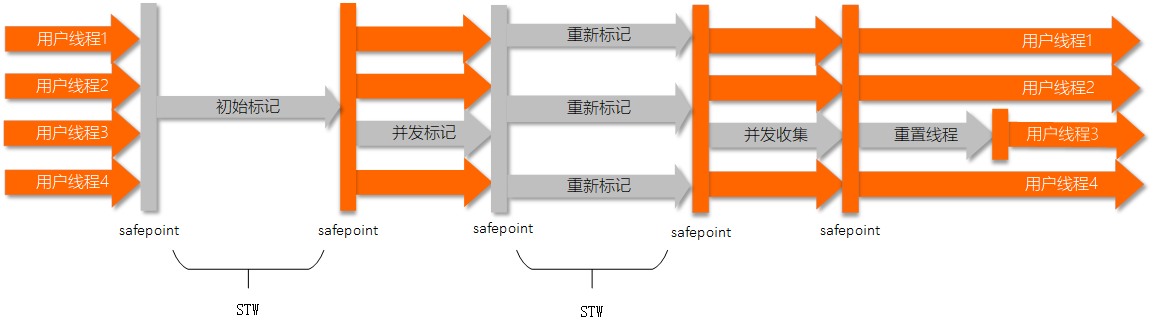 用户线程1
用户线程2
用户线程3
用户线程4
初始标记
并发标记
重新标记
重新标记
重新标记
并发收集
重置线程
用户线程1
用户线程2
用户线程3
用户线程4
safepoint
safepoint
safepoint
safepoint
safepoint
STW
STW